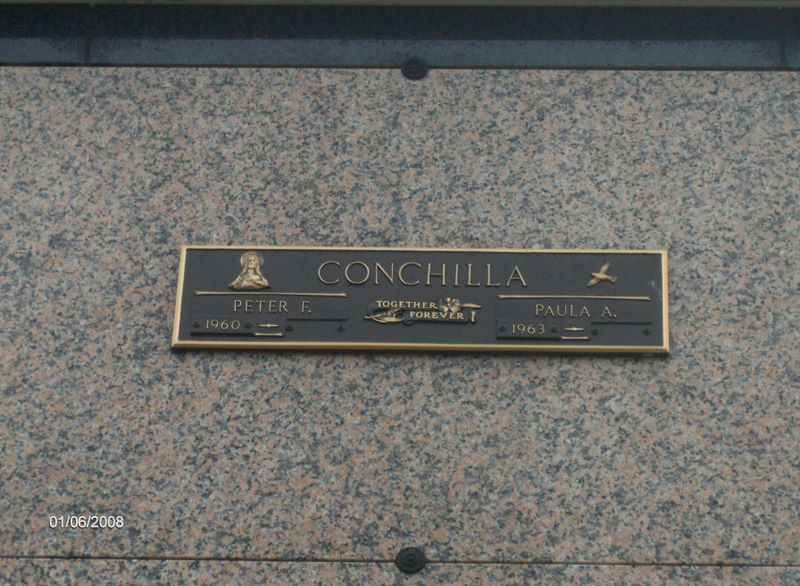 CONCHILLA
PETER F.
1960
TOGETHER
FOREVER
PAULA A.
1963
01/06/2008